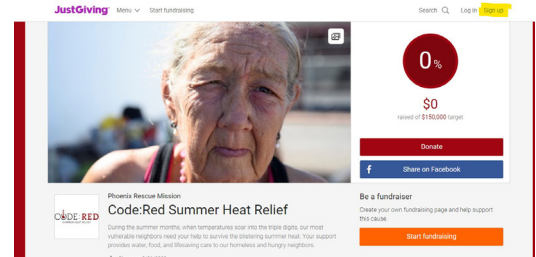 JustGiving Menu Start fundraising Search Log in Sign up
0%
$0
raised of $150,000 target
Donate
f Share on Facebook
Phoenix Rescue Mission
Code:Red Summer Heat Relief
CODE:RED
During the summer months, when temperatures soar into the triple digits, our most
vulnerable neighbors need your help to survive the blistering summer heat. Your support
provides water, food, and lifesaving care to our homeless and hungry neighbors.
Be a fundraiser
Create your own fundraising page and help support
this cause.
Start fundraising